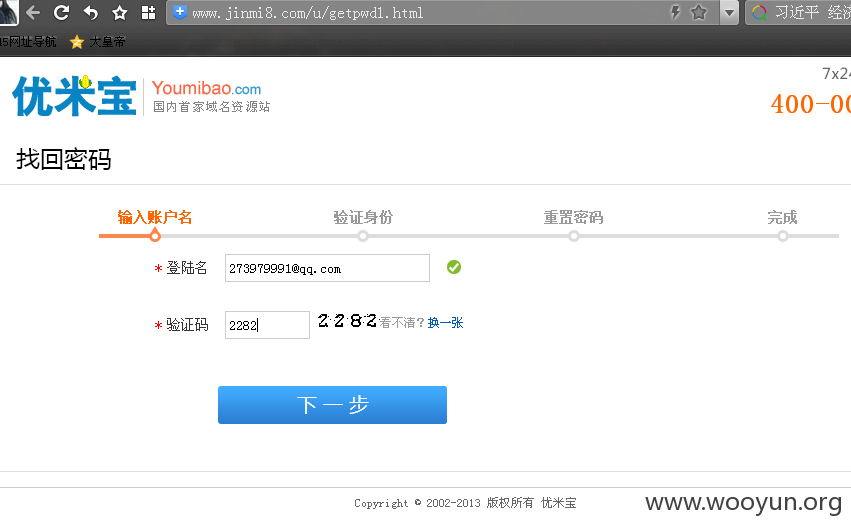 www.jinmi8.com/u/getpwd1.html
习近平 经济
45网址导航
大皇帝
优米宝
Youmibao.com
国内首家域名资源站
7x24
400-00
找回密码
输入账户名
验证身份
重置密码
完成
* 登陆名
273979991@qq.com
* 验证码
2282
2282
看不清?
换一张
下一步
Copyright © 2002-2013 版权所有 优米宝
www.wooyun.org